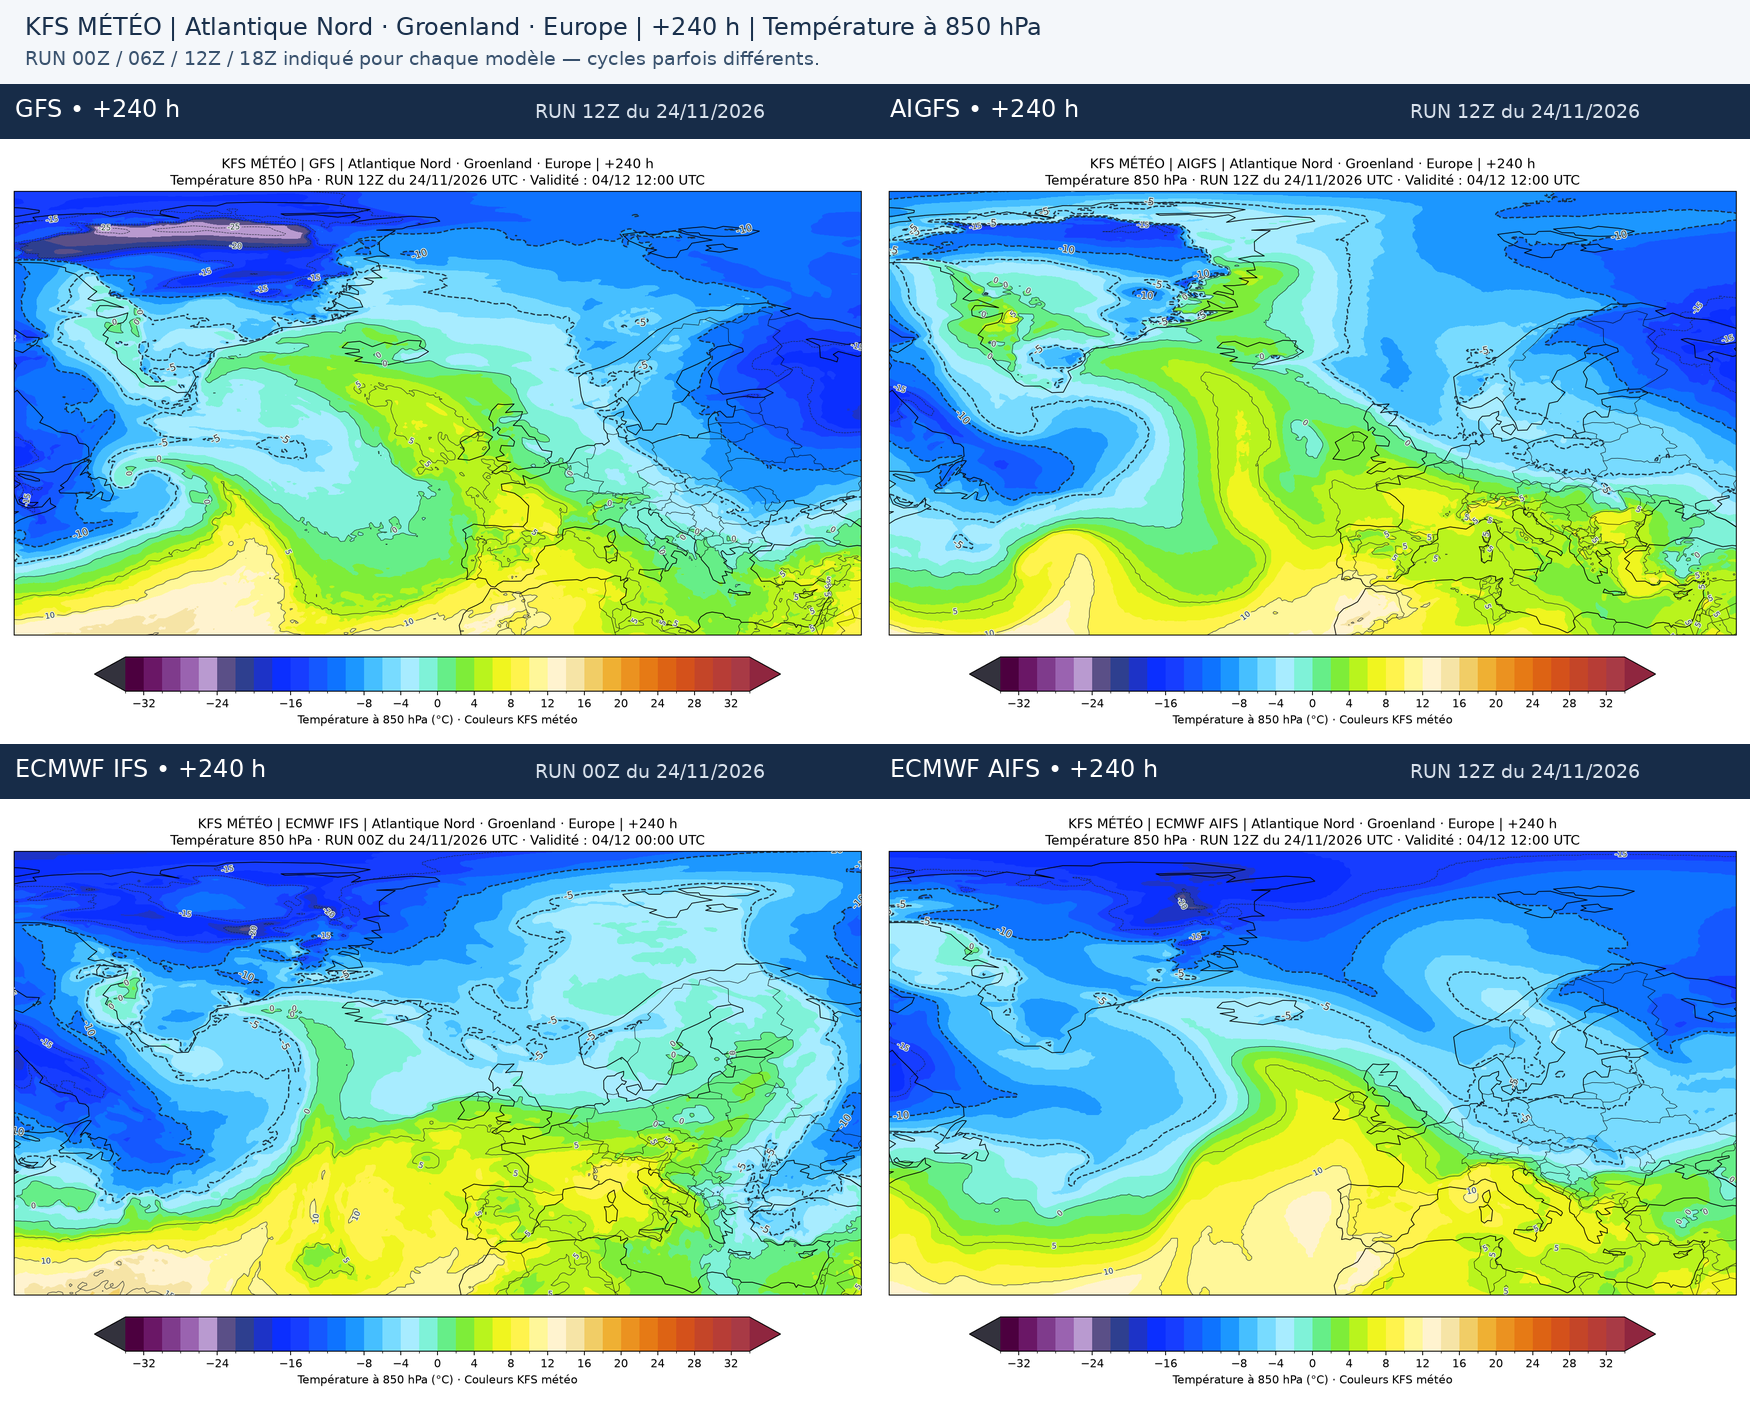 KFS MÉTÉO | Atlantique Nord · Groenland · Europe | +240 h | Température à 850 hPa
RUN 00Z / 06Z / 12Z / 18Z indiqué pour chaque modèle — cycles parfois différents.
GFS • +240 h
RUN 12Z du 24/11/2026
KFS MÉTÉO | GFS | Atlantique Nord · Groenland · Europe | +240 h
Température 850 hPa · RUN 12Z du 24/11/2026 UTC · Validité : 04/12 12:00 UTC
−32 −24 −16 −8 −4 0 4 8 12 16 20 24 28 32
Température à 850 hPa (°C) · Couleurs KFS météo
AIGFS • +240 h
RUN 12Z du 24/11/2026
KFS MÉTÉO | AIGFS | Atlantique Nord · Groenland · Europe | +240 h
Température 850 hPa · RUN 12Z du 24/11/2026 UTC · Validité : 04/12 12:00 UTC
−32 −24 −16 −8 −4 0 4 8 12 16 20 24 28 32
Température à 850 hPa (°C) · Couleurs KFS météo
ECMWF IFS • +240 h
RUN 00Z du 24/11/2026
KFS MÉTÉO | ECMWF IFS | Atlantique Nord · Groenland · Europe | +240 h
Température 850 hPa · RUN 00Z du 24/11/2026 UTC · Validité : 04/12 00:00 UTC
−32 −24 −16 −8 −4 0 4 8 12 16 20 24 28 32
Température à 850 hPa (°C) · Couleurs KFS météo
ECMWF AIFS • +240 h
RUN 12Z du 24/11/2026
KFS MÉTÉO | ECMWF AIFS | Atlantique Nord · Groenland · Europe | +240 h
Température 850 hPa · RUN 12Z du 24/11/2026 UTC · Validité : 04/12 12:00 UTC
−32 −24 −16 −8 −4 0 4 8 12 16 20 24 28 32
Température à 850 hPa (°C) · Couleurs KFS météo